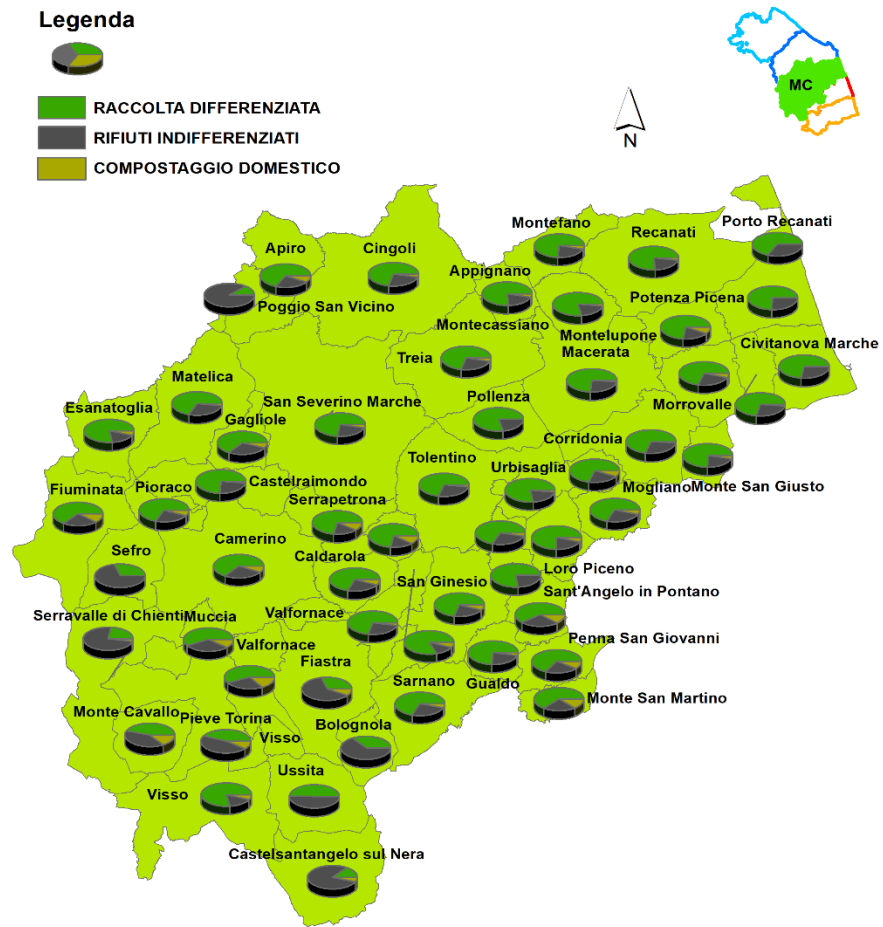 Legenda
MC
RACCOLTA DIFFERENZIATA
RIFIUTI INDIFFERENZIATI
COMPOSTAGGIO DOMESTICO
N
Montefano
Porto Recanati
Recanati
Apiro
Cingoli
Appignano
Poggio San Vicino
Potenza Picena
Montecassiano
Montelupone
Civitanova Marche
Macerata
Treia
Matelica
Pollenza
San Severino Marche
Morrovalle
Esanatoglia
Gagliole
Corridonia
Tolentino
Urbisaglia
Castelraimondo
Fiuminata
Pioraco
Mogliano
Monte San Giusto
Serrapetrona
Camerino
Sefro
Caldarola
Loro Piceno
San Ginesio
Sant'Angelo in Pontano
Serravalle di Chienti
Muccia
Valfornace
Penna San Giovanni
Valfornace
Fiastra
Sarnano
Gualdo
Monte San Martino
Monte Cavallo
Pieve Torina
Bolognola
Visso
Ussita
Visso
Castelsantangelo sul Nera